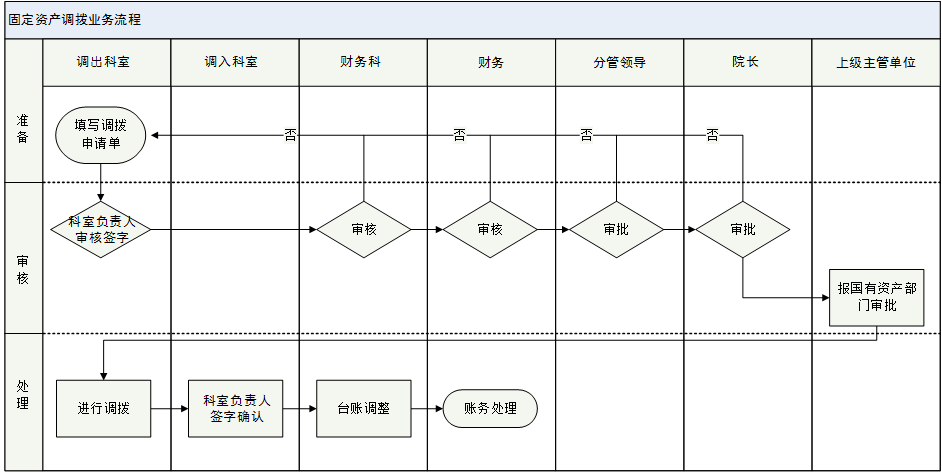 固定资产调拨业务流程
调出科室
调入科室
财务科
财务
分管领导
院长
上级主管单位
准备
填写调拨
申请单
否
否
否
否
审核
科室负责人
审核签字
审核
审核
审批
审批
报国有资产部
门审批
处理
进行调拨
科室负责人
签字确认
台账调整
账务处理